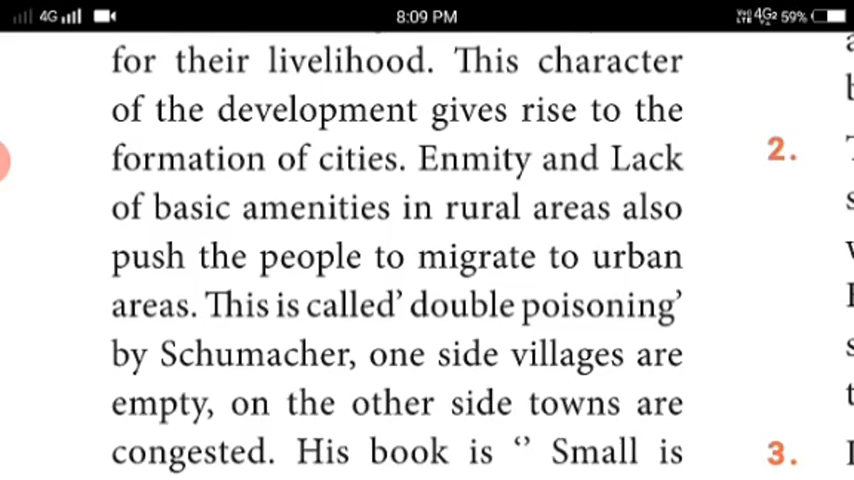 4G 8:09 PM 4G2 59%
for their livelihood. This character
of the development gives rise to the
formation of cities. Enmity and Lack
of basic amenities in rural areas also
push the people to migrate to urban
areas. This is called’ double poisoning’
by Schumacher, one side villages are
empty, on the other side towns are
congested. His book is ‘’ Small is
2.
3.